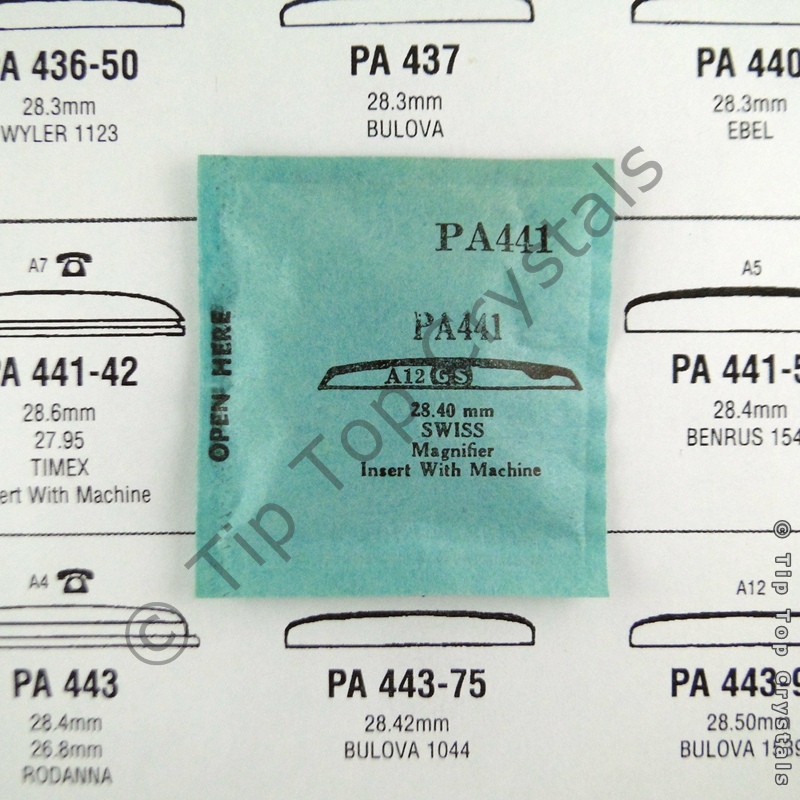 A 436-50
28.3mm
WYLER 1123
PA 437
28.3mm
BULOVA
PA 440
28.3mm
EBEL
A7
A 441-42
28.6mm
27.95
TIMEX
ert With Machine
OPEN HERE
PA441
PA441
A12 GS
28.40 mm
SWISS
Magnifier
Insert With Machine
A5
PA 441-5
28.4mm
BENRUS 154
A4
PA 443
28.4mm
26.8mm
RODANNA
PA 443-75
28.42mm
BULOVA 1044
A12
PA 443-9
28.50mm
BULOVA
© Tip Top Crystals
© Tip Top Crystals